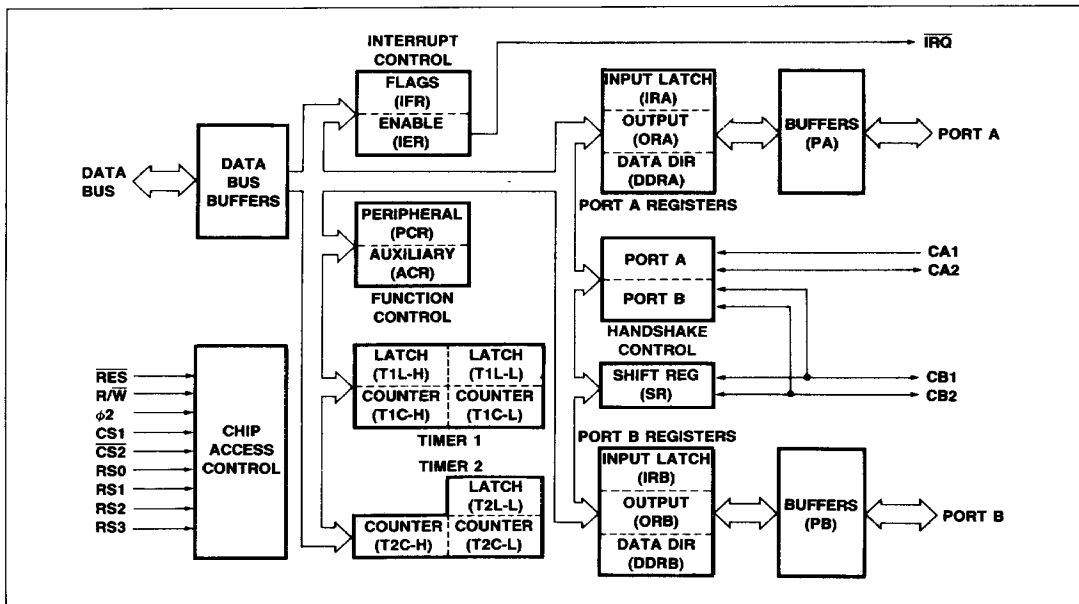 INTERRUPT
CONTROL
FLAGS
(IFR)
ENABLE
(IER)
IRQ
DATA
BUS
DATA
BUS
BUFFERS
PERIPHERAL
(PCR)
AUXILIARY
(ACR)
FUNCTION
CONTROL
LATCH
(T1L-H)
LATCH
(T1L-L)
COUNTER
(T1C-H)
COUNTER
(T1C-L)
TIMER 1
TIMER 2
LATCH
(T2L-L)
COUNTER
(T2C-H)
COUNTER
(T2C-L)
RES
R/W
ϕ2
CS1
CS2
RS0
RS1
RS2
RS3
CHIP
ACCESS
CONTROL
INPUT LATCH
(IRA)
OUTPUT
(ORA)
DATA DIR
(DDRA)
PORT A REGISTERS
BUFFERS
(PA)
PORT A
PORT A
PORT B
HANDSHAKE
CONTROL
CA1
CA2
SHIFT REG
(SR)
CB1
CB2
PORT B REGISTERS
INPUT LATCH
(IRB)
OUTPUT
(ORB)
DATA DIR
(DDRB)
BUFFERS
(PB)
PORT B